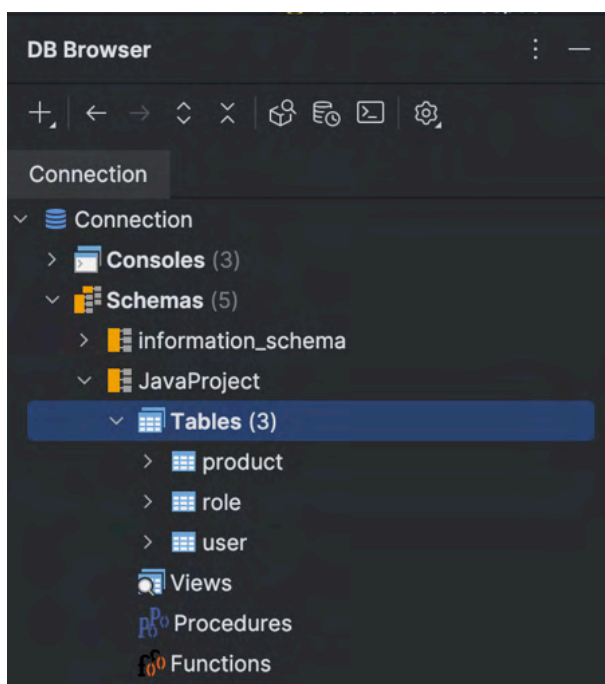 DB Browser
Connection
Connection
Consoles (3)
Schemas (5)
information_schema
JavaProject
Tables (3)
product
role
user
Views
Procedures
Functions